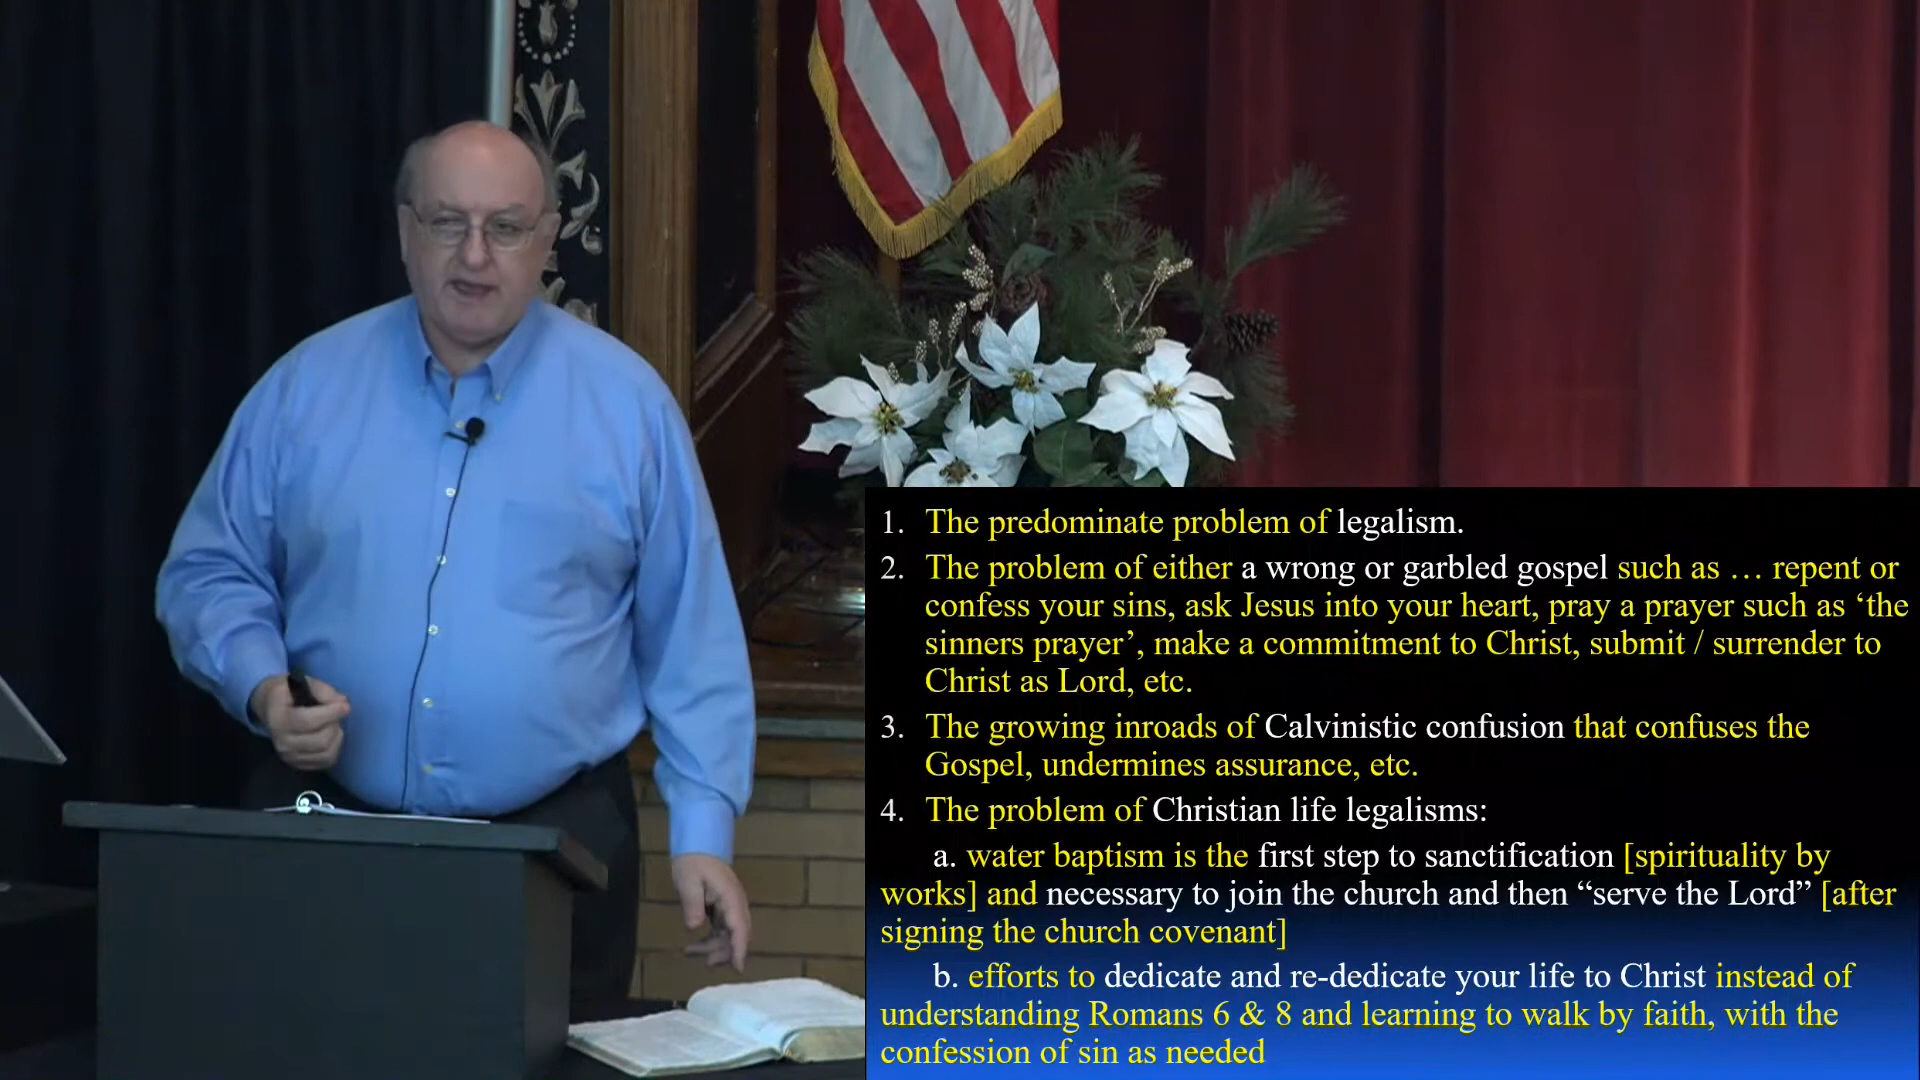 1. The predominate problem of legalism.
2. The problem of either a wrong or garbled gospel such as … repent or
confess your sins, ask Jesus into your heart, pray a prayer such as ‘the
sinners prayer’, make a commitment to Christ, submit / surrender to
Christ as Lord, etc.
3. The growing inroads of Calvinistic confusion that confuses the
Gospel, undermines assurance, etc.
4. The problem of Christian life legalisms:
a. water baptism is the first step to sanctification [spirituality by
works] and necessary to join the church and then “serve the Lord” [after
signing the church covenant]
b. efforts to dedicate and re-dedicate your life to Christ instead of
understanding Romans 6 & 8 and learning to walk by faith, with the
confession of sin as needed